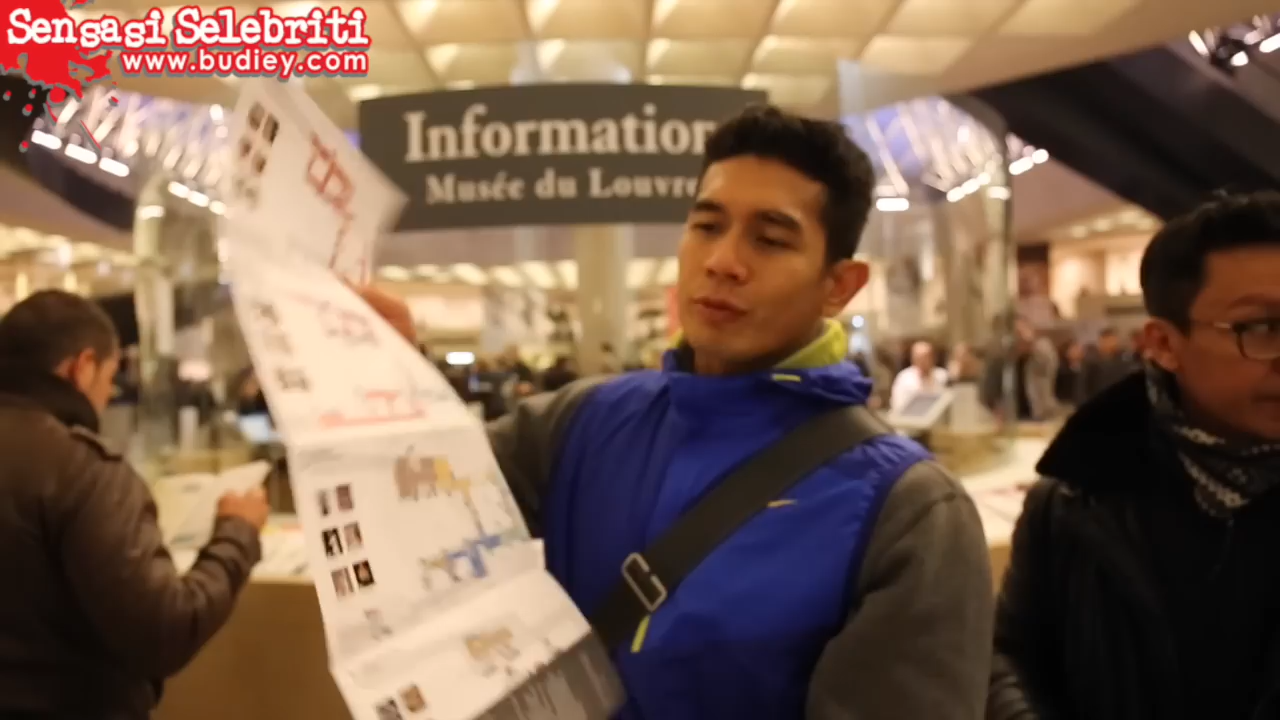 Sensasi Selebriti
www.budiey.com
Information
Musée du Louvre